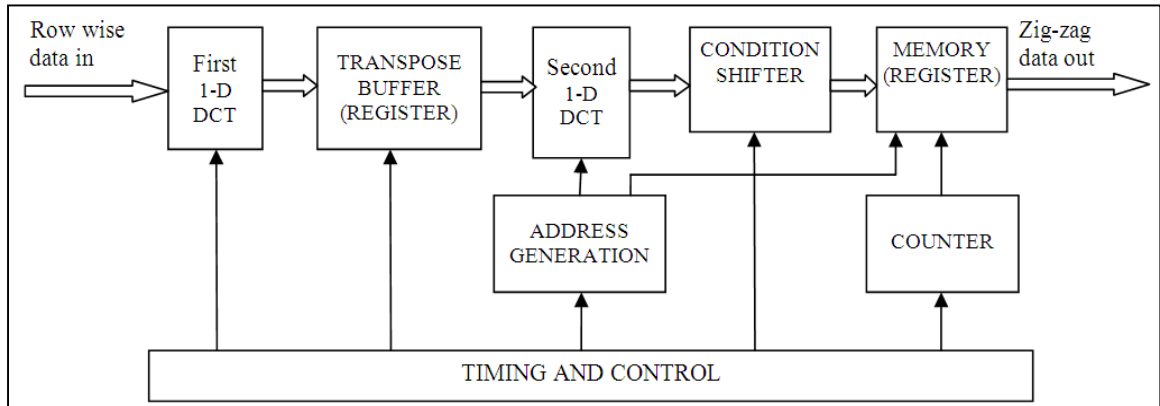 Row wise
data in
First
1-D
DCT
TRANSPOSE
BUFFER
(REGISTER)
Second
1-D
DCT
CONDITION
SHIFTER
MEMORY
(REGISTER)
Zig-zag
data out
ADDRESS
GENERATION
COUNTER
TIMING AND CONTROL